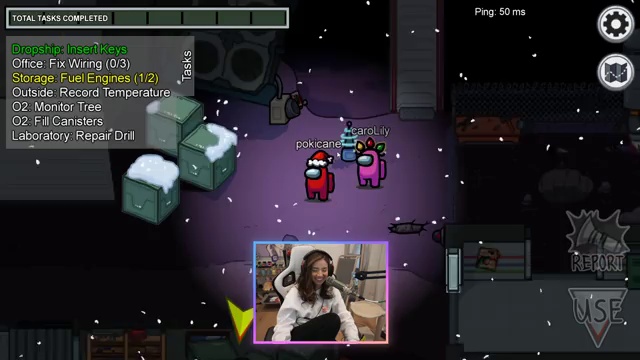 TOTAL TASKS COMPLETED
Ping: 50 ms
Dropship: Insert Keys
Office: Fix Wiring (0/3)
Storage: Fuel Engines (1/2)
Outside: Record Temperature
O2: Monitor Tree
O2: Fill Canisters
Laboratory: Repair Drill
Tasks
caroLily
pokicane
REPORT
USE